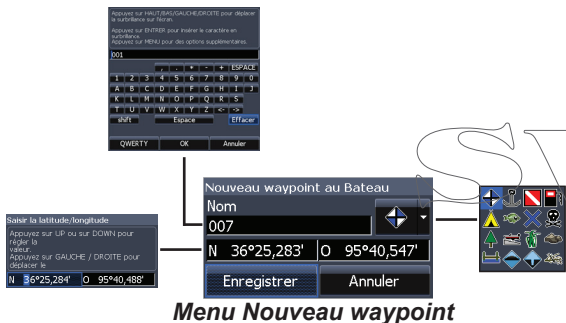 Appuyez sur HAUT/BAS/GAUCHE/DROITE pour déplacer
la surbrillance sur l'écran.
Appuyez sur ENTRER pour insérer le caractère en
surbrillance.
Appuyez sur MENU pour des options supplémentaires.
001
, . * - + ESPACE
1 2 3 4 5 6 7 8 9 0
A B C D E F G H I J
K L M N O P Q R S
T U V W X Y Z <- ->
shift Espace Effacer
QWERTY OK Annuler
Nouveau waypoint au Bateau
Nom
007
N 36°25,283' O 95°40,547'
Enregistrer Annuler
Saisir la latitude/longitude
Appuyez sur UP ou sur DOWN pour
régler la
valeur.
Appuyez sur GAUCHE / DROITE pour
déplacer le
N 36°25,284' O 95°40,488'
Menu Nouveau waypoint